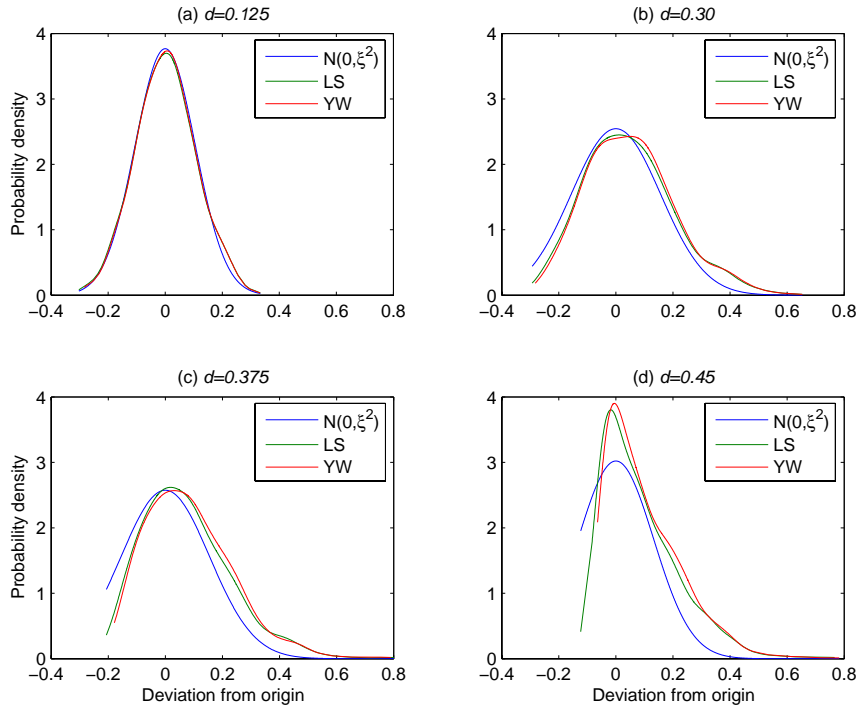 (a) d=0.125
Probability density
4
3
2
1
0
−0.4 −0.2 0 0.2 0.4 0.6 0.8
N(0,ξ²)
LS
YW
(b) d=0.30
Probability density
4
3
2
1
0
−0.4 −0.2 0 0.2 0.4 0.6 0.8
N(0,ξ²)
LS
YW
(c) d=0.375
Probability density
4
3
2
1
0
−0.4 −0.2 0 0.2 0.4 0.6 0.8
Deviation from origin
N(0,ξ²)
LS
YW
(d) d=0.45
Probability density
4
3
2
1
0
−0.4 −0.2 0 0.2 0.4 0.6 0.8
Deviation from origin
N(0,ξ²)
LS
YW